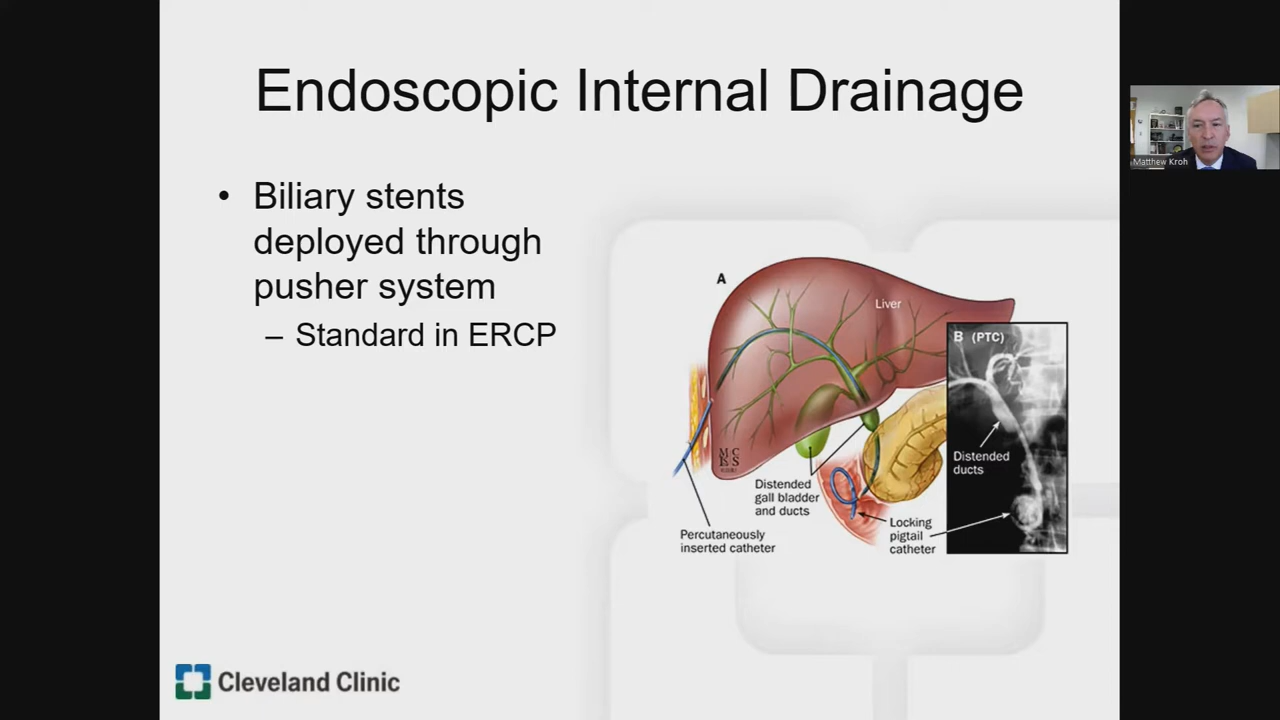 Endoscopic Internal Drainage
• Biliary stents
deployed through
pusher system
– Standard in ERCP
A
Liver
B (PTC)
Distended
ducts
Distended
gall bladder
and ducts
Percutaneously
inserted catheter
Locking
pigtail
catheter
Cleveland Clinic
Matthew Kroh